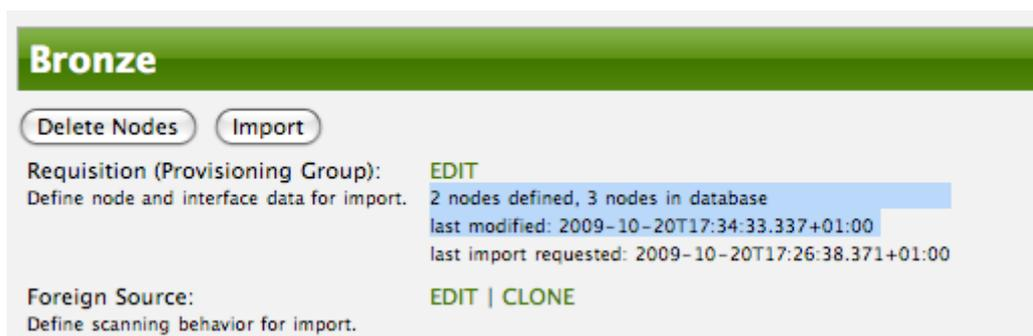 Bronze
Delete Nodes Import
Requisition (Provisioning Group): EDIT
Define node and interface data for import. 2 nodes defined, 3 nodes in database
last modified: 2009-10-20T17:34:33.337+01:00
last import requested: 2009-10-20T17:26:38.371+01:00
Foreign Source: EDIT | CLONE
Define scanning behavior for import.